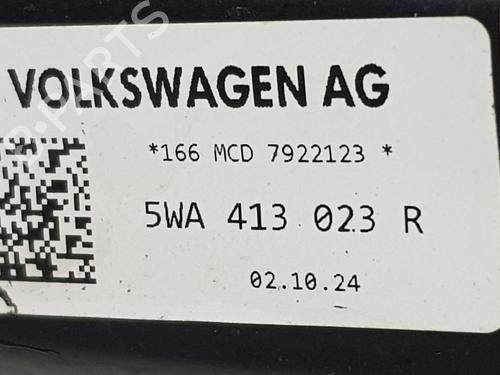 VOLKSWAGEN AG
*166 MCD 7922123 *
5WA 413 023 R
02.10.24